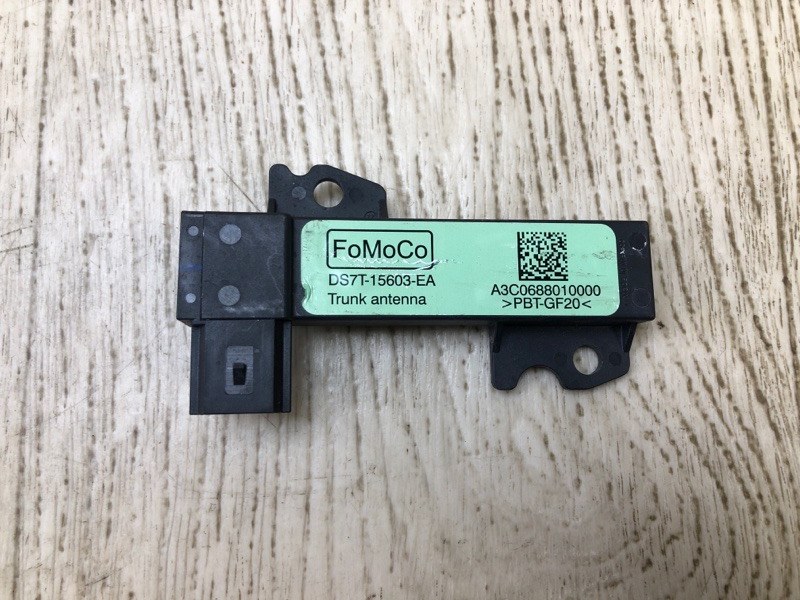 FoMoCo
DS7T-15603-EA
Trunk antenna
A3C0688010000
>PBT-GF20<